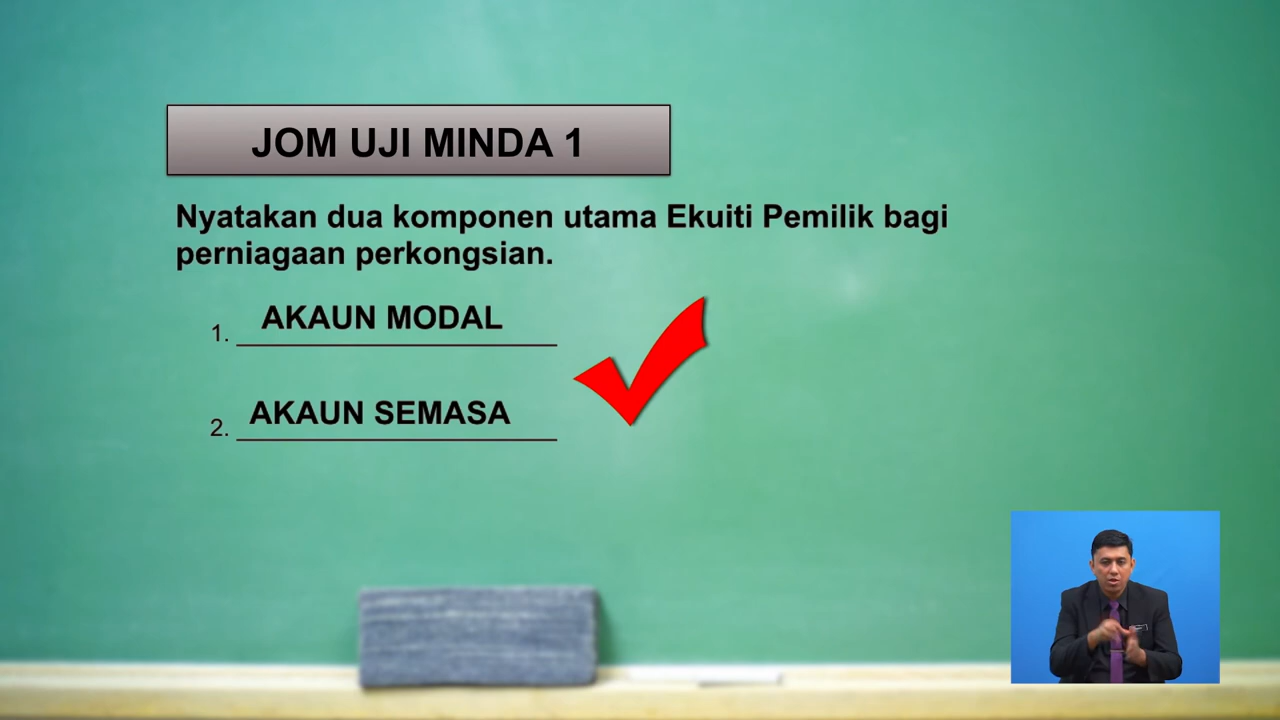 JOM UJI MINDA 1
Nyatakan dua komponen utama Ekuiti Pemilik bagi
perniagaan perkongsian.
1. AKAUN MODAL
2. AKAUN SEMASA